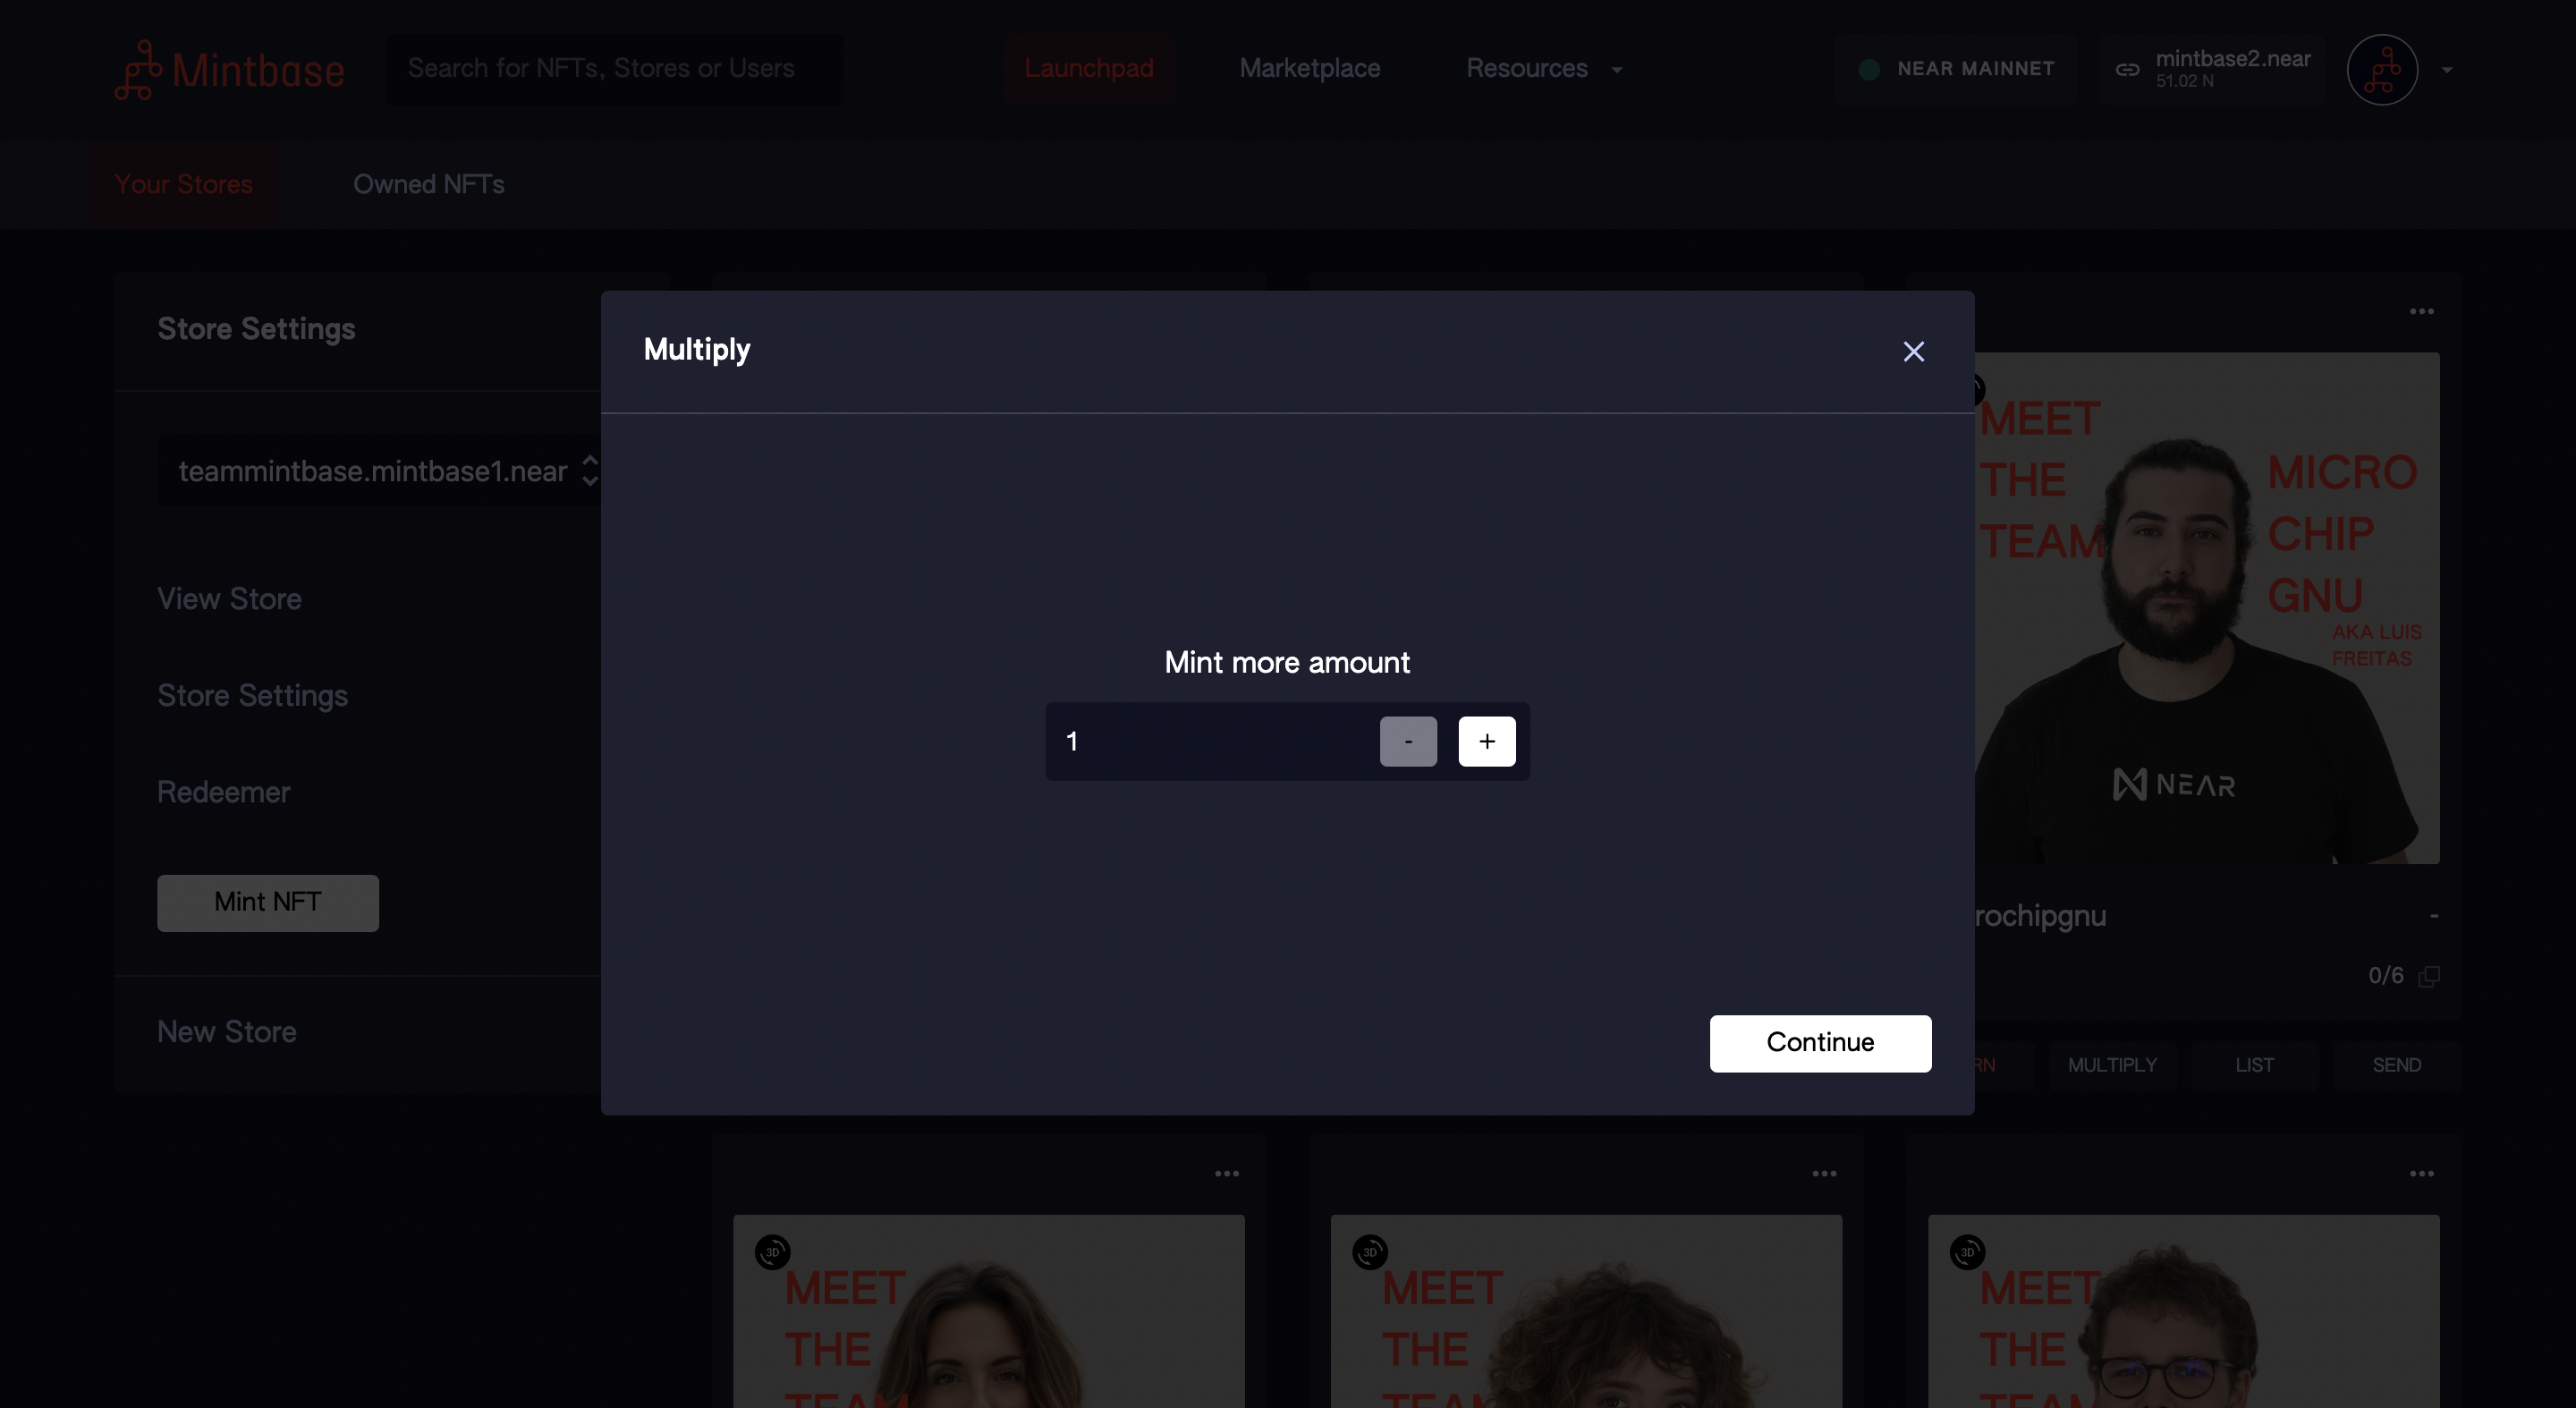 Mintbase
Search for NFTs, Stores or Users
Launchpad
Marketplace
Resources
NEAR MAINNET
mintbase2.near
51.02 N
Your Stores
Owned NFTs
Store Settings
teammintbase.mintbase1.near
View Store
Store Settings
Redeemer
Mint NFT
New Store
Multiply
Mint more amount
1
-
+
Continue
MEET
THE
TEAM
MICRO
CHIP
GNU
AKA LUIS
FREITAS
NEAR
rochipgnu
-
0/6
RN
MULTIPLY
LIST
SEND
3D
MEET
THE
TEAM
3D
MEET
THE
TEAM
3D
MEET
THE
TEAM